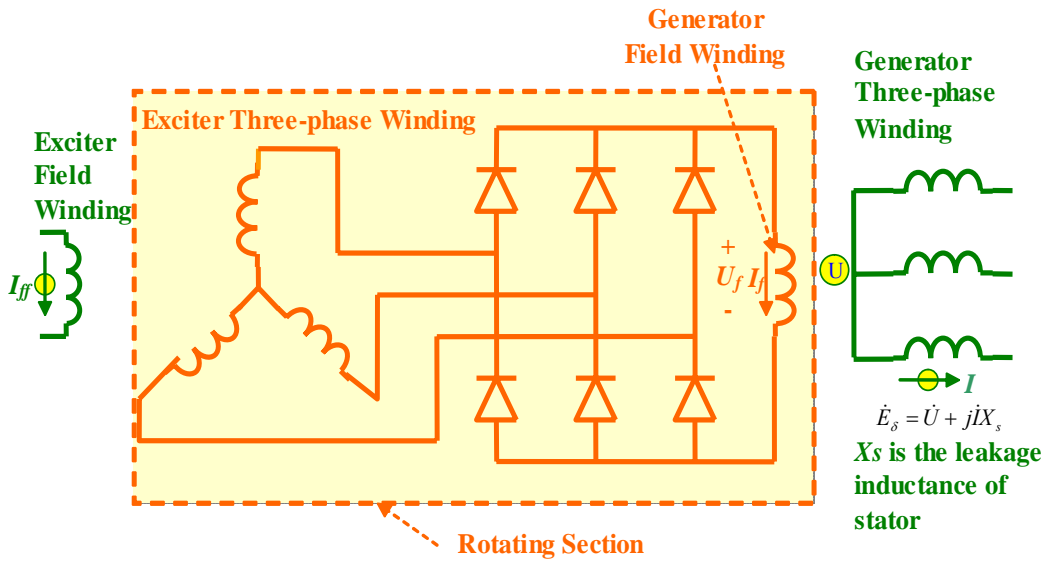 Generator
Field Winding
Generator
Three-phase
Winding
Exciter Three-phase Winding
Exciter
Field
Winding
I_ff
+
U_f I_f
-
U
I
Ė_δ = U̇ + jİX_s
Xs is the leakage
inductance of
stator
Rotating Section